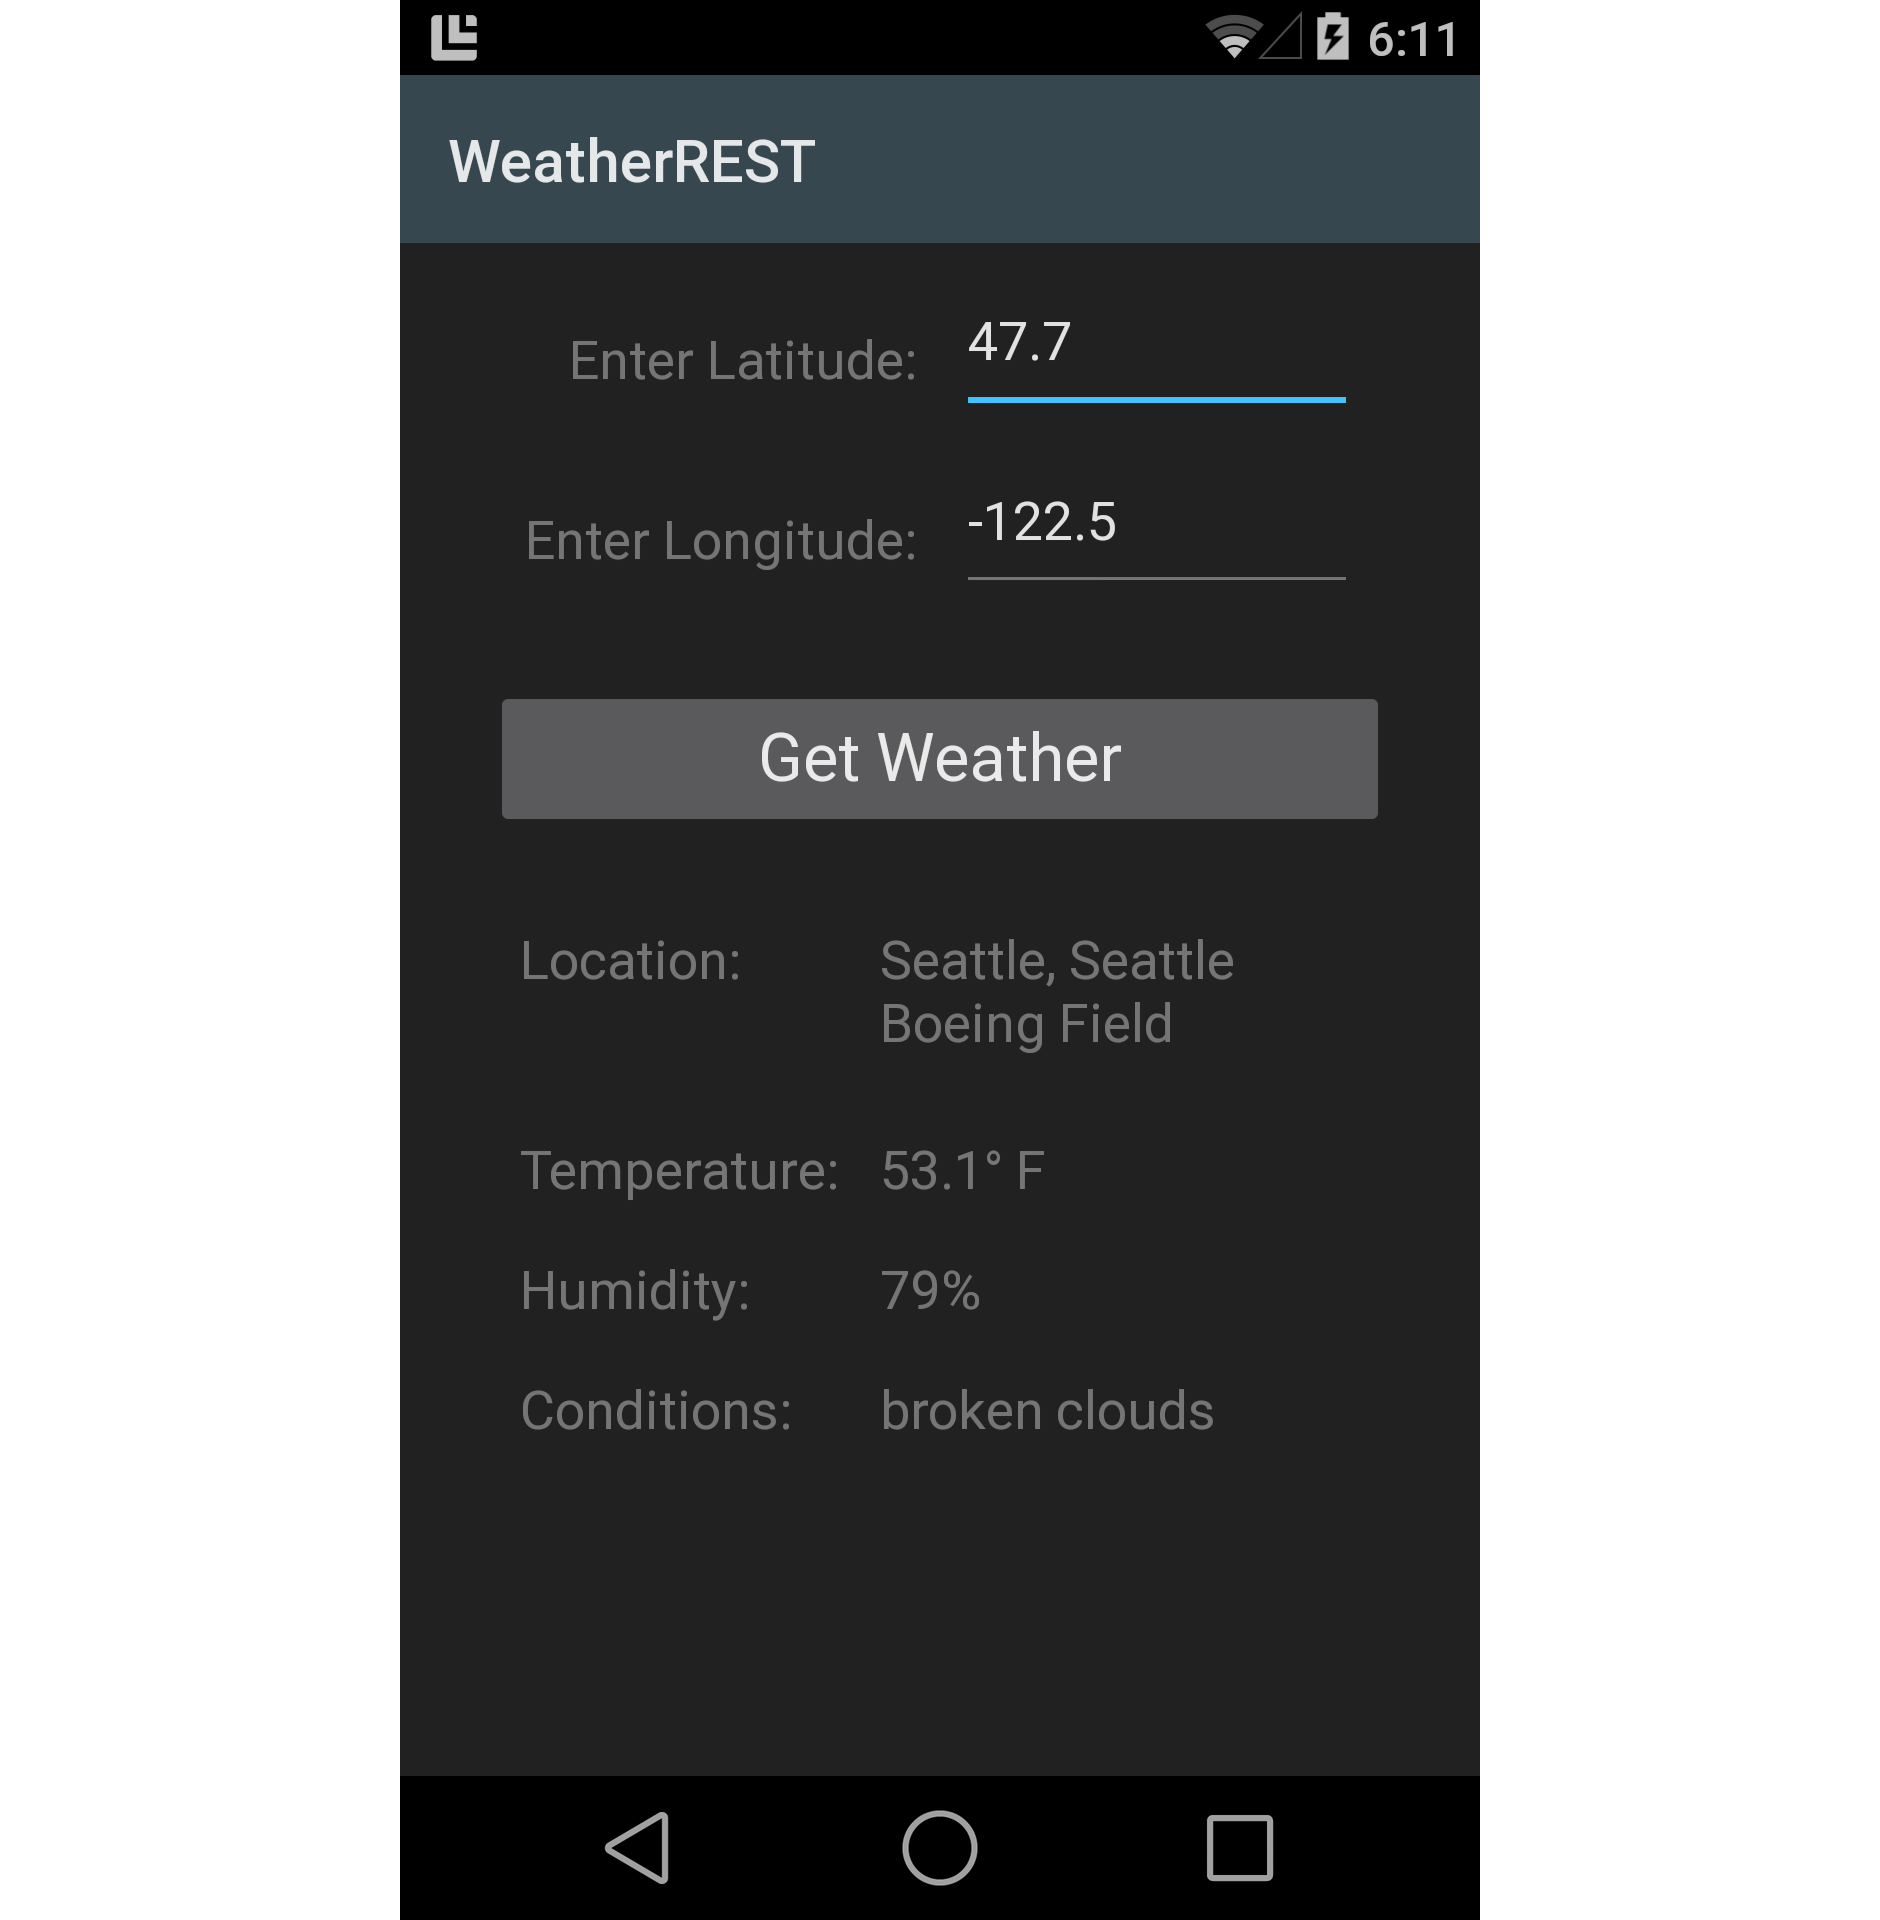 6:11
WeatherREST
Enter Latitude: 47.7
Enter Longitude: -122.5
Get Weather
Location: Seattle, Seattle
Boeing Field
Temperature: 53.1° F
Humidity: 79%
Conditions: broken clouds